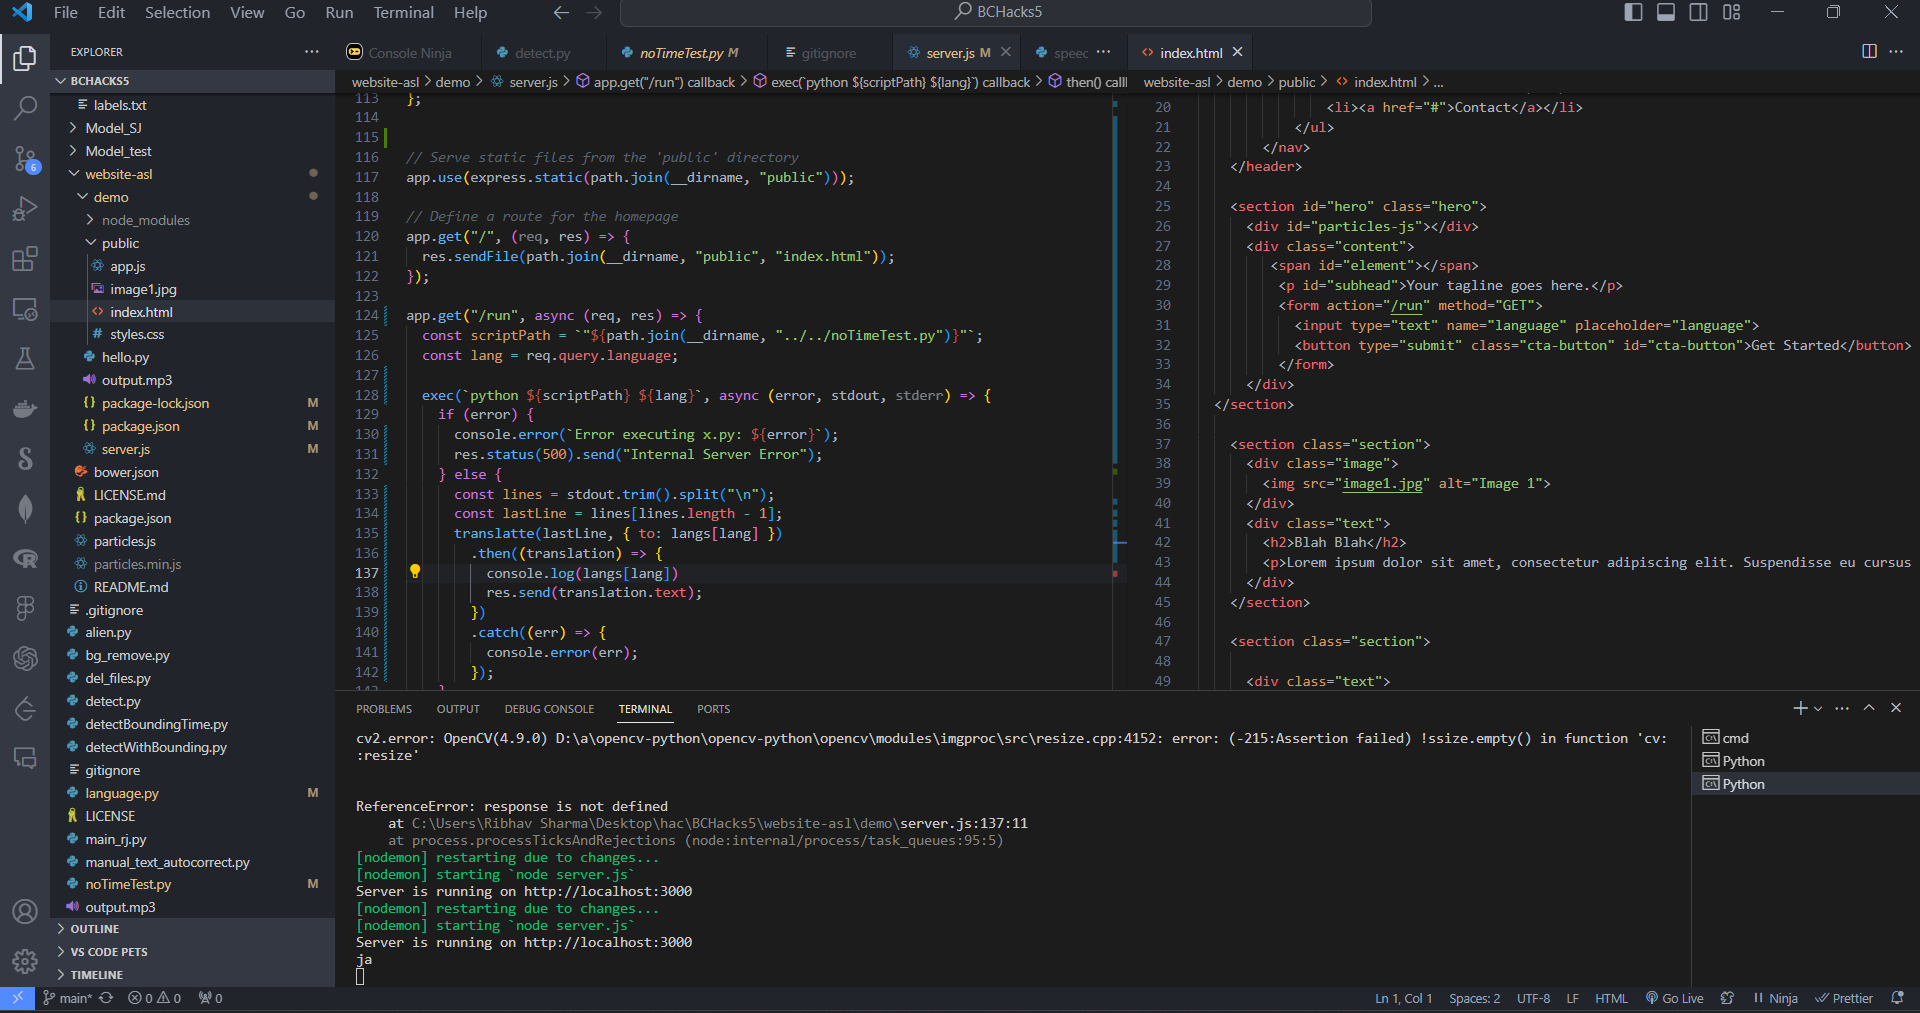 File Edit Selection View Go Run Terminal Help
BCHacks5
EXPLORER
BCHACKS5
labels.txt
Model_SJ
Model_test
website-asl
demo
node_modules
public
app.js
image1.jpg
index.html
styles.css
hello.py
output.mp3
package-lock.json M
package.json M
server.js M
bower.json
LICENSE.md
package.json
particles.js
particles.min.js
README.md
.gitignore
alien.py
bg_remove.py
del_files.py
detect.py
detectBoundingTime.py
detectWithBounding.py
gitignore
language.py M
LICENSE
main_rj.py
manual_text_autocorrect.py
noTimeTest.py M
output.mp3
OUTLINE
VS CODE PETS
TIMELINE
6
Console Ninja
detect.py
noTimeTest.py M
gitignore
server.js M
speec
website-asl > demo > server.js > app.get("/run") callback > exec(`python ${scriptPath} ${lang}`) callback > then() call
113 };
114
115
116 // Serve static files from the 'public' directory
117 app.use(express.static(path.join(__dirname, "public")));
118
119 // Define a route for the homepage
120 app.get("/", (req, res) => {
121 res.sendFile(path.join(__dirname, "public", "index.html"));
122 });
123
124 app.get("/run", async (req, res) => {
125 const scriptPath = `"${path.join(__dirname, "../../noTimeTest.py")}"`;
126 const lang = req.query.language;
127
128 exec(`python ${scriptPath} ${lang}`, async (error, stdout, stderr) => {
129 if (error) {
130 console.error(`Error executing x.py: ${error}`);
131 res.status(500).send("Internal Server Error");
132 } else {
133 const lines = stdout.trim().split("\n");
134 const lastLine = lines[lines.length - 1];
135 translatte(lastLine, { to: langs[lang] })
136 .then((translation) => {
137 console.log(langs[lang])
138 res.send(translation.text);
139 })
140 .catch((err) => {
141 console.error(err);
142 });
143 }
index.html
website-asl > demo > public > index.html > ...
20 <li><a href="#">Contact</a></li>
21 </ul>
22 </nav>
23 </header>
24
25 <section id="hero" class="hero">
26 <div id="particles-js"></div>
27 <div class="content">
28 <span id="element"></span>
29 <p id="subhead">Your tagline goes here.</p>
30 <form action="/run" method="GET">
31 <input type="text" name="language" placeholder="language">
32 <button type="submit" class="cta-button" id="cta-button">Get Started</button>
33 </form>
34 </div>
35 </section>
36
37 <section class="section">
38 <div class="image">
39 <img src="image1.jpg" alt="Image 1">
40 </div>
41 <div class="text">
42 <h2>Blah Blah</h2>
43 <p>Lorem ipsum dolor sit amet, consectetur adipiscing elit. Suspendisse eu cursus
44 </div>
45 </section>
46
47 <section class="section">
48
49 <div class="text">
PROBLEMS OUTPUT DEBUG CONSOLE TERMINAL PORTS
cv2.error: OpenCV(4.9.0) D:\a\opencv-python\opencv-python\opencv\modules\imgproc\src\resize.cpp:4152: error: (-215:Assertion failed) !ssize.empty() in function 'cv:
:resize'
ReferenceError: response is not defined
at C:\Users\Ribhav Sharma\Desktop\hac\BCHacks5\website-asl\demo\server.js:137:11
at process.processTicksAndRejections (node:internal/process/task_queues:95:5)
[nodemon] restarting due to changes...
[nodemon] starting `node server.js`
Server is running on http://localhost:3000
[nodemon] restarting due to changes...
[nodemon] starting `node server.js`
Server is running on http://localhost:3000
ja
cmd
Python
Python
main* 0 0 0
Ln 1, Col 1 Spaces: 2 UTF-8 LF HTML Go Live Ninja Prettier